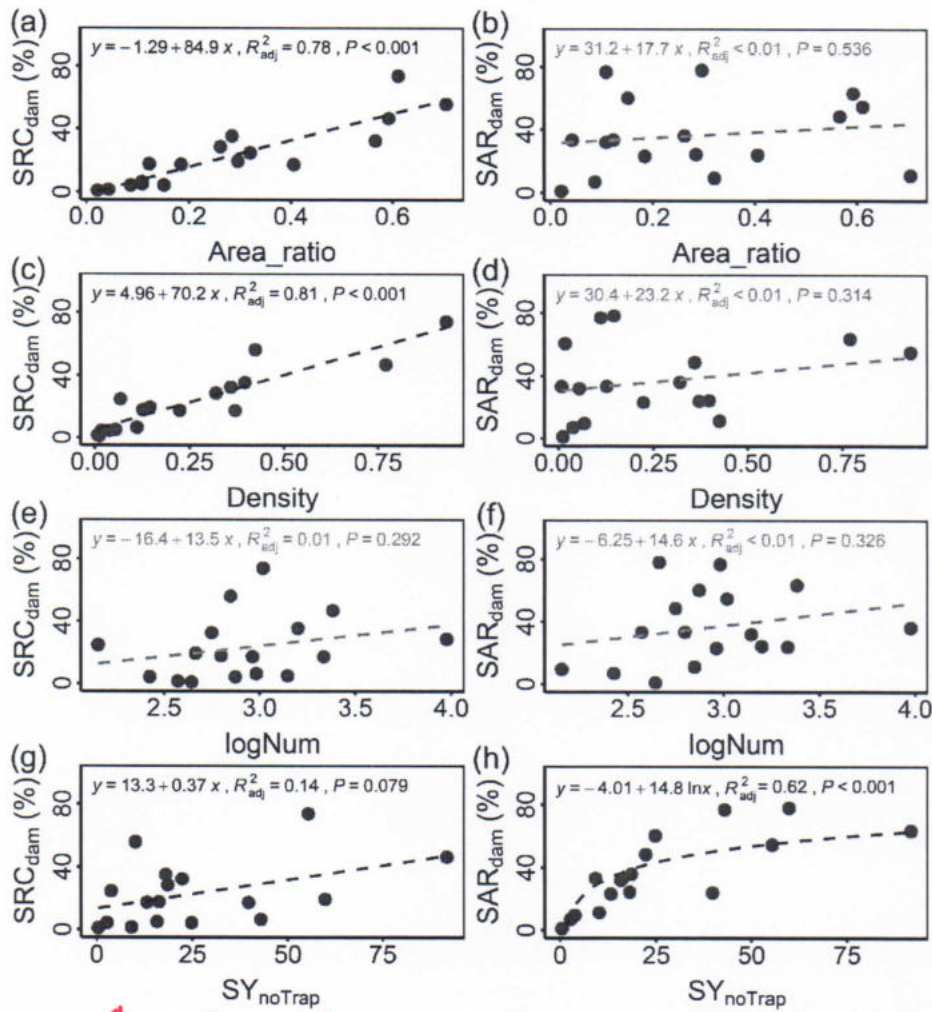 (a) y = −1.29 + 84.9 x , R²adj = 0.78 , P < 0.001
SRCdam (%)
80
40
0
0.0 0.2 0.4 0.6
Area_ratio
(b) y = 31.2 + 17.7 x , R²adj < 0.01 , P = 0.536
SARdam (%)
80
40
0
0.0 0.2 0.4 0.6
Area_ratio
(c) y = 4.96 + 70.2 x , R²adj = 0.81 , P < 0.001
SRCdam (%)
80
40
0
0.00 0.25 0.50 0.75
Density
(d) y = 30.4 + 23.2 x , R²adj < 0.01 , P = 0.314
SARdam (%)
80
40
0
0.00 0.25 0.50 0.75
Density
(e) y = −16.4 + 13.5 x , R²adj = 0.01 , P = 0.292
SRCdam (%)
80
40
0
2.5 3.0 3.5 4.0
logNum
(f) y = −6.25 + 14.6 x , R²adj < 0.01 , P = 0.326
SARdam (%)
80
40
0
2.5 3.0 3.5 4.0
logNum
(g) y = 13.3 + 0.37 x , R²adj = 0.14 , P = 0.079
SRCdam (%)
80
40
0
0 25 50 75
SYnoTrap
(h) y = −4.01 + 14.8 lnx , R²adj = 0.62 , P < 0.001
SARdam (%)
80
40
0
0 25 50 75
SYnoTrap